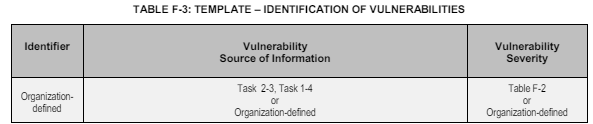 TABLE F-3: TEMPLATE – IDENTIFICATION OF VULNERABILITIES
Identifier
Vulnerability
Source of Information
Vulnerability
Severity
Organization-
defined
Task 2-3, Task 1-4
or
Organization-defined
Table F-2
or
Organization-defined